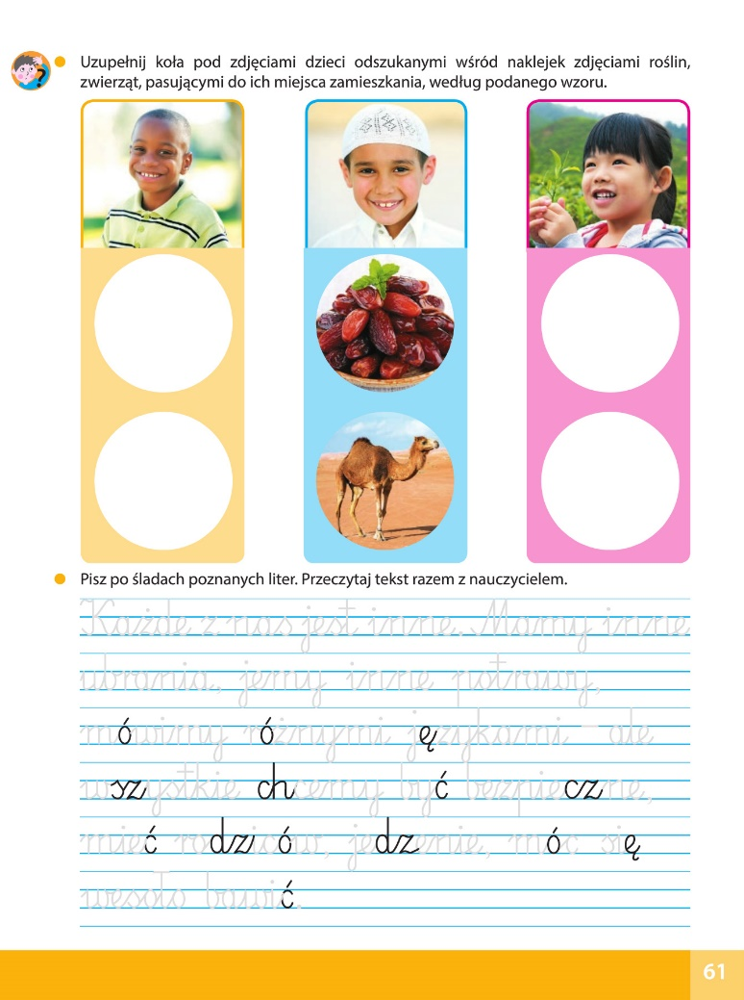 Uzupełnij koła pod zdjęciami dzieci odszukanymi wśród naklejek zdjęciami roślin,
zwierząt, pasującymi do ich miejsca zamieszkania, według podanego wzoru.
Pisz po śladach poznanych liter. Przeczytaj tekst razem z nauczycielem.
Każde z nas jest inne. Mamy inne
ubrania, jemy inne potrawy,
mówimy różnymi językami – ale
wszystkie chcemy być bezpieczne,
mieć rodziców, jedzenie, móc się
wesoło bawić.
61